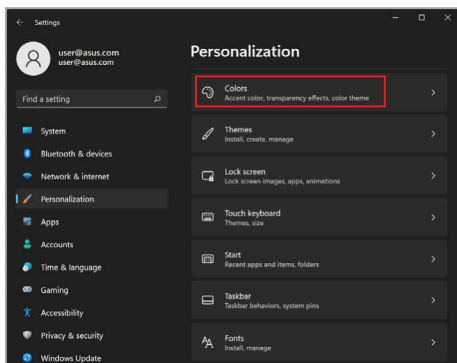 Settings
user@asus.com
user@asus.com
Find a setting
System
Bluetooth & devices
Network & internet
Personalization
Apps
Accounts
Time & language
Gaming
Accessibility
Privacy & security
Windows Update
Personalization
Colors
Accent color, transparency effects, color theme
Themes
Install, create, manage
Lock screen
Lock screen images, apps, animations
Touch keyboard
Themes, size
Start
Recent apps and items, folders
Taskbar
Taskbar behaviors, system pins
Fonts
Install, manage